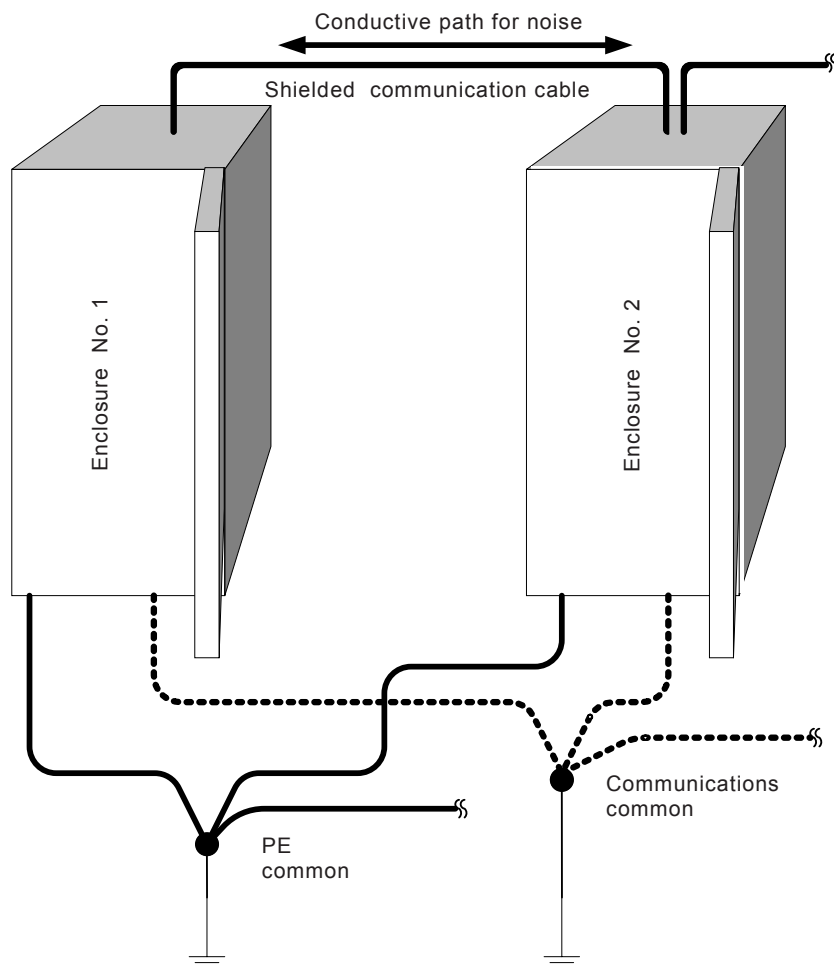 Conductive path for noise
Shielded communication cable
Enclosure No. 1
Enclosure No. 2
Communications
common
PE
common